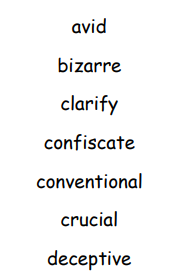 avid
bizarre
clarify
confiscate
conventional
crucial
deceptive